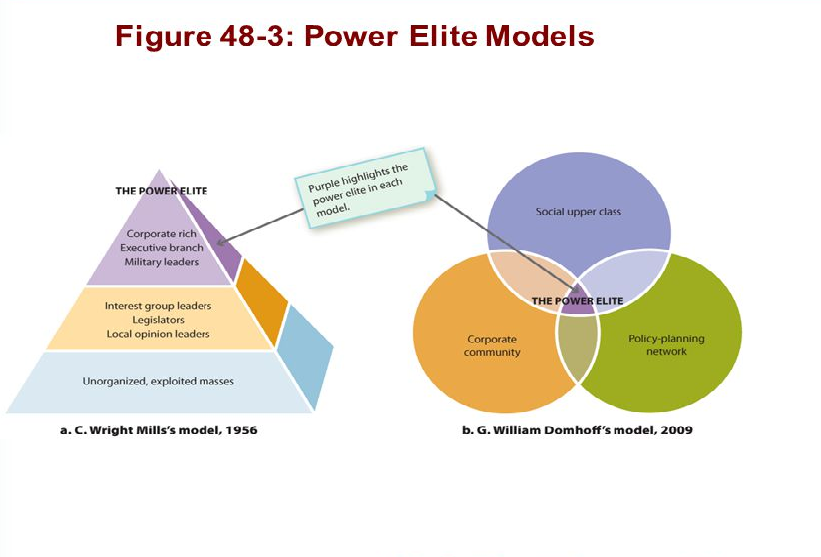 Figure 48-3: Power Elite Models
THE POWER ELITE
Corporate rich
Executive branch
Military leaders
Interest group leaders
Legislators
Local opinion leaders
Unorganized, exploited masses
a. C. Wright Mills's model, 1956
Purple highlights the
power elite in each
model.
Social upper class
THE POWER ELITE
Corporate
community
Policy-planning
network
b. G. William Domhoff's model, 2009